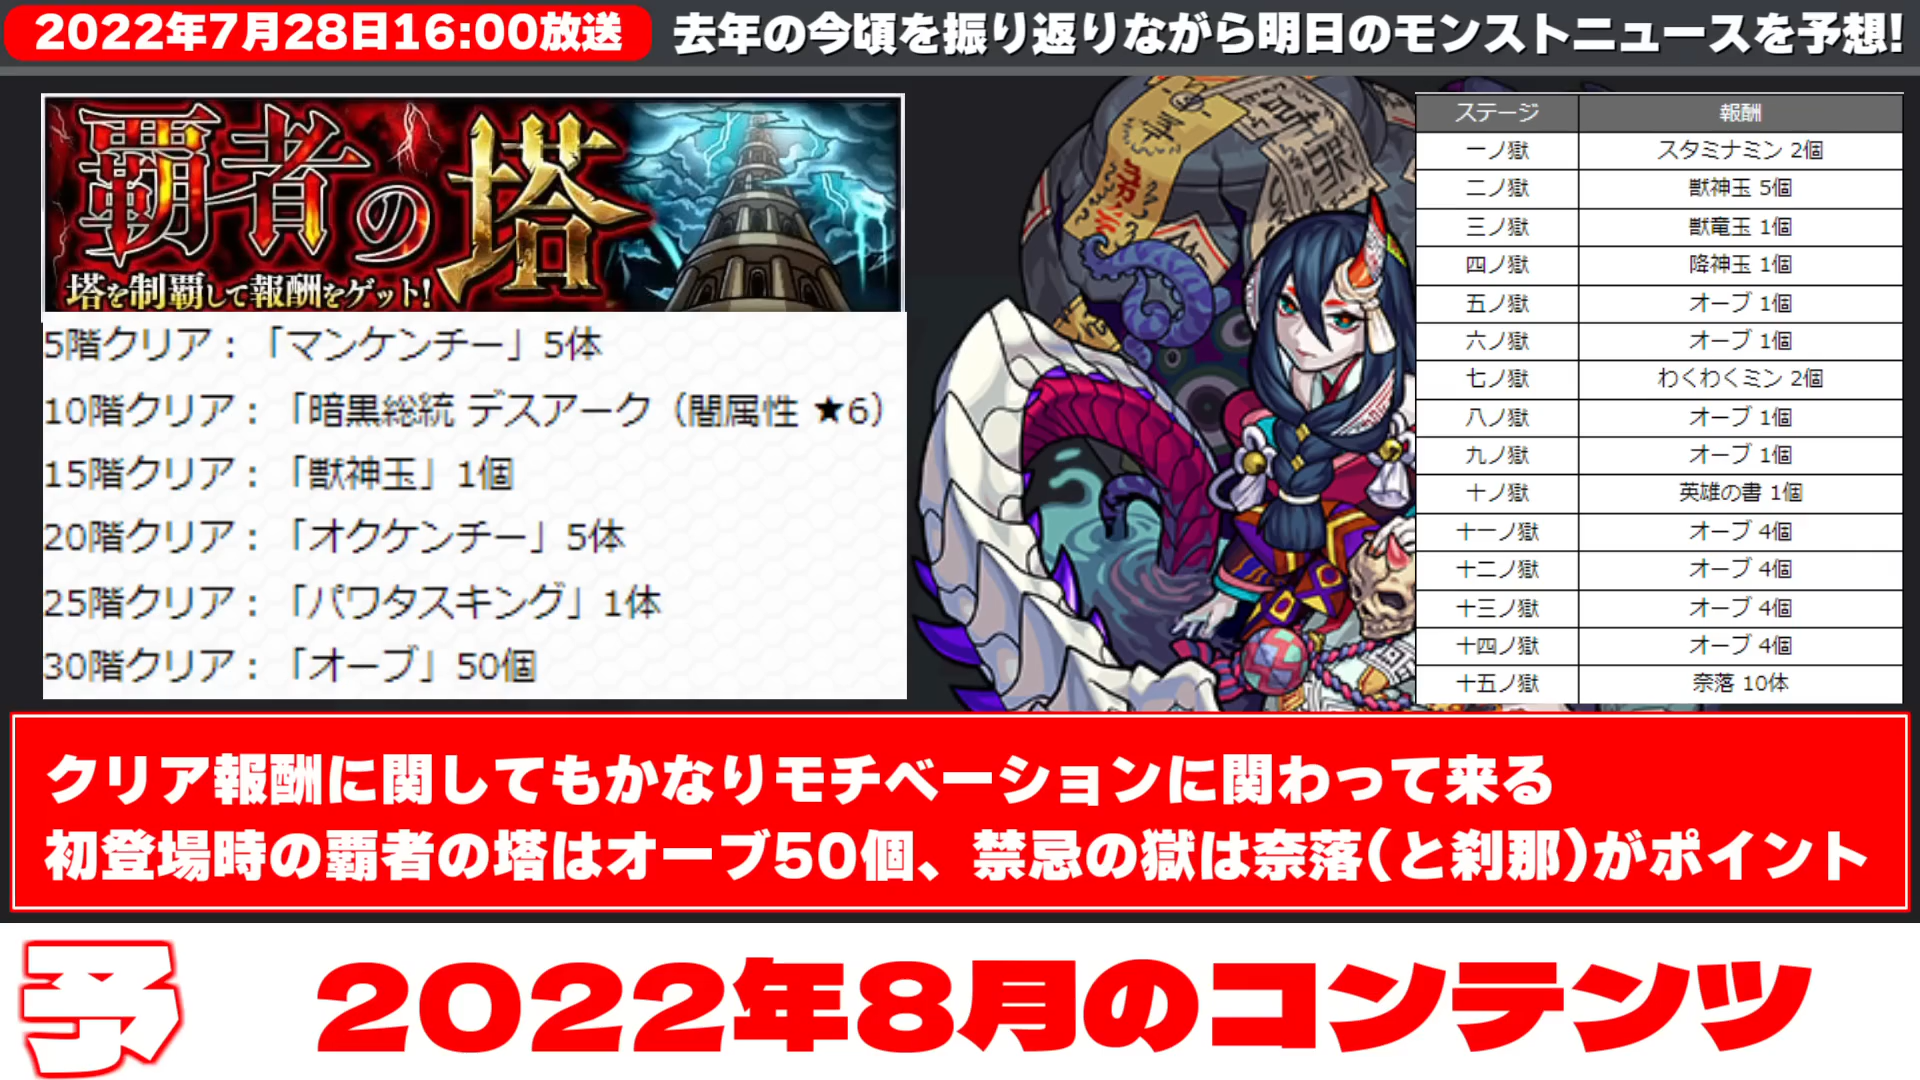 2022年7月28日16:00放送
去年の今頃を振り返りながら明日のモンストニュースを予想!
覇者の塔
塔を制覇して報酬をゲット!
5階クリア：「マンケンチー」5体
10階クリア：「暗黒総統 デスアーク（闇属性 ★6）
15階クリア：「獣神玉」1個
20階クリア：「オクケンチー」5体
25階クリア：「パワタスキング」1体
30階クリア：「オーブ」50個
ステージ 報酬
一ノ獄 スタミナミン 2個
二ノ獄 獣神玉 5個
三ノ獄 獣竜玉 1個
四ノ獄 降神玉 1個
五ノ獄 オーブ 1個
六ノ獄 オーブ 1個
七ノ獄 わくわくミン 2個
八ノ獄 オーブ 1個
九ノ獄 オーブ 1個
十ノ獄 英雄の書 1個
十一ノ獄 オーブ 4個
十二ノ獄 オーブ 4個
十三ノ獄 オーブ 4個
十四ノ獄 オーブ 4個
十五ノ獄 奈落 10体
クリア報酬に関してもかなりモチベーションに関わって来る
初登場時の覇者の塔はオーブ50個、禁忌の獄は奈落(と刹那)がポイント
予
2022年8月のコンテンツ